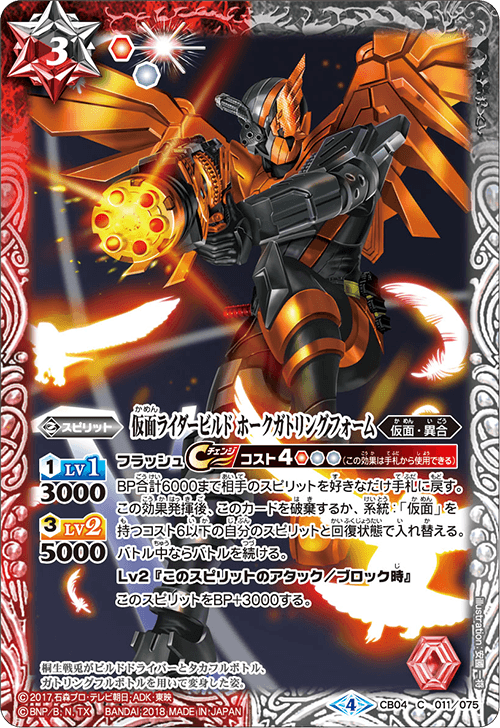 3
スピリット
仮面ライダービルド ホークガトリングフォーム
仮面・異合
1 LV1
3000
3 LV2
5000
フラッシュ チェンジ コスト4 (この効果は手札から使用できる)
BP合計6000まで相手のスピリットを好きなだけ手札に戻す。
この効果発揮後、このカードを破棄するか、系統:「仮面」を
持つコスト6以下の自分のスピリットと回復状態で入れ替える。
バトル中ならバトルを続ける。
Lv2『このスピリットのアタック/ブロック時』
このスピリットをBP+3000する。
桐生戦兎がビルドドライバーとタカフルボトル、
ガトリングフルボトルを用いて変身した姿。
©2017 石森プロ・テレビ朝日・ADK・東映
©BNP/B, N, TX BANDAI 2018 MADE IN JAPAN
4 CB04 C 011/075